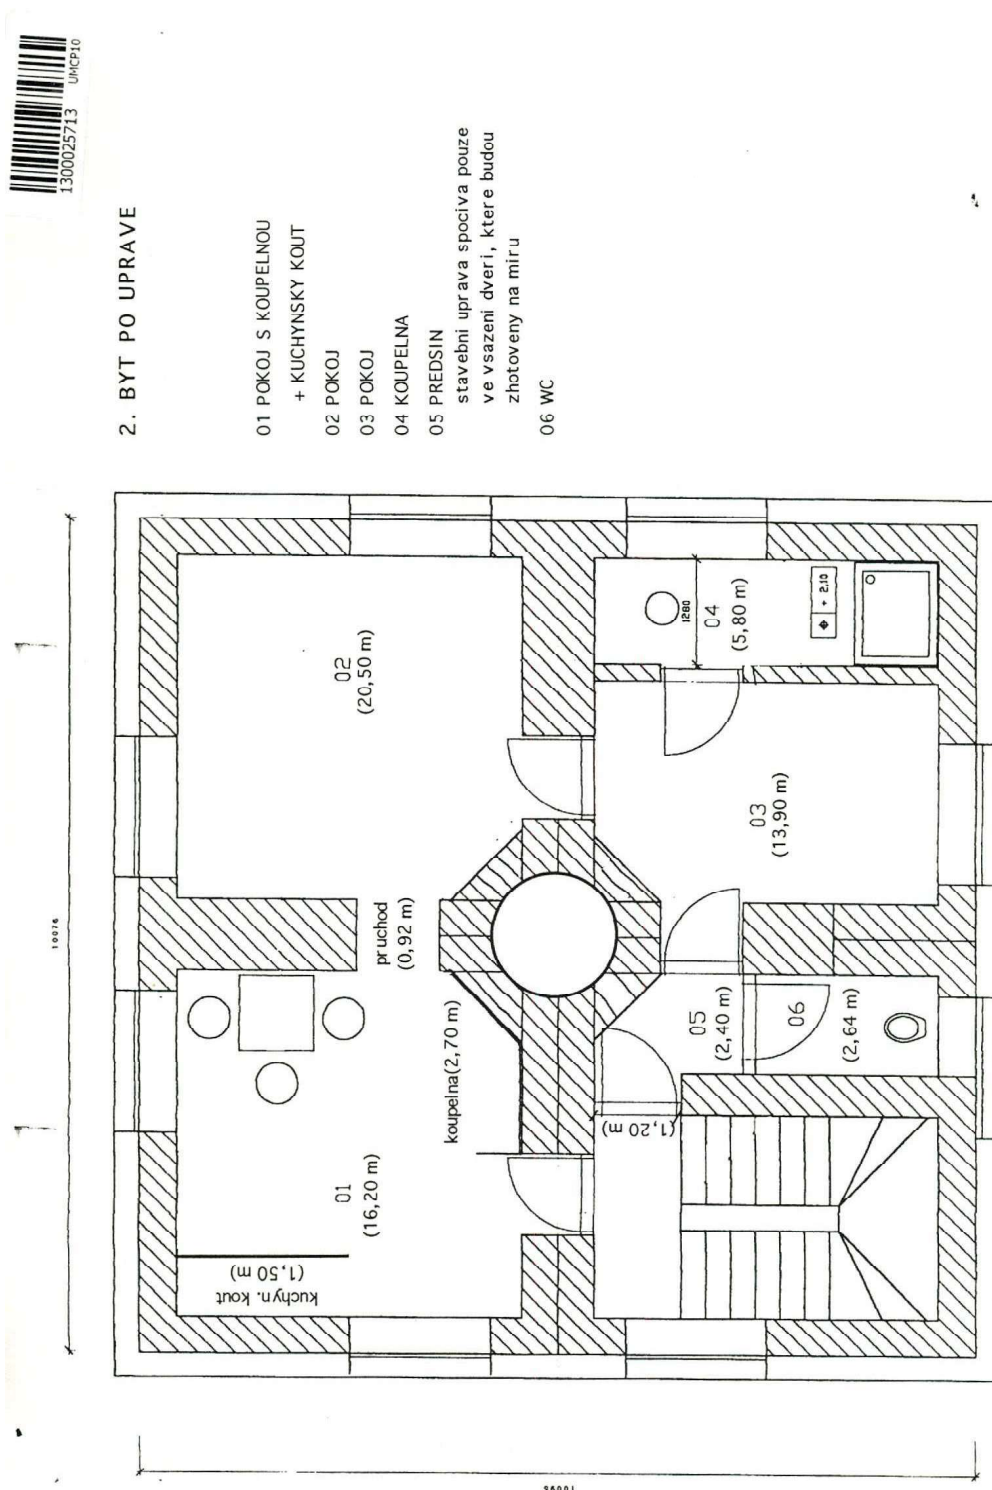 1300025713
UMCP10
2. BYT PO UPRAVE
01 POKOJ S KOUPELNOU
+ KUCHYNSKY KOUT
02 POKOJ
03 POKOJ
04 KOUPELNA
05 PREDSIN
stavebni uprava spociva pouze
ve vsazeni dveri, ktere budou
zhotoveny na miru
06 WC
kuchyn. kout
(1,50 m)
01
(16,20 m)
koupelna(2,70 m)
pruchod
(0,92 m)
02
(20,50 m)
(1,20 m)
05
(2,40 m)
06
(2,64 m)
03
(13,90 m)
1280
04
(5,80 m)
+ 2.10